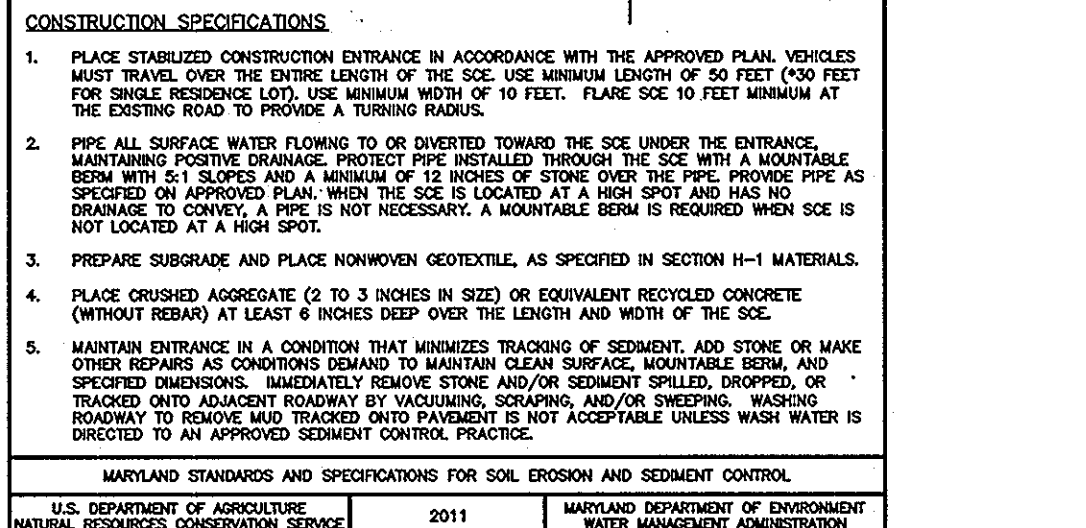 CONSTRUCTION SPECIFICATIONS
1. PLACE STABILIZED CONSTRUCTION ENTRANCE IN ACCORDANCE WITH THE APPROVED PLAN. VEHICLES
MUST TRAVEL OVER THE ENTIRE LENGTH OF THE SCE. USE MINIMUM LENGTH OF 50 FEET (*30 FEET
FOR SINGLE RESIDENCE LOT). USE MINIMUM WIDTH OF 10 FEET. FLARE SCE 10 FEET MINIMUM AT
THE EXISTING ROAD TO PROVIDE A TURNING RADIUS.
2. PIPE ALL SURFACE WATER FLOWING TO OR DIVERTED TOWARD THE SCE UNDER THE ENTRANCE,
MAINTAINING POSITIVE DRAINAGE. PROTECT PIPE INSTALLED THROUGH THE SCE WITH A MOUNTABLE
BERM WITH 5:1 SLOPES AND A MINIMUM OF 12 INCHES OF STONE OVER THE PIPE. PROVIDE PIPE AS
SPECIFIED ON APPROVED PLAN. WHEN THE SCE IS LOCATED AT A HIGH SPOT AND HAS NO
DRAINAGE TO CONVEY, A PIPE IS NOT NECESSARY. A MOUNTABLE BERM IS REQUIRED WHEN SCE IS
NOT LOCATED AT A HIGH SPOT.
3. PREPARE SUBGRADE AND PLACE NONWOVEN GEOTEXTILE, AS SPECIFIED IN SECTION H-1 MATERIALS.
4. PLACE CRUSHED AGGREGATE (2 TO 3 INCHES IN SIZE) OR EQUIVALENT RECYCLED CONCRETE
(WITHOUT REBAR) AT LEAST 6 INCHES DEEP OVER THE LENGTH AND WIDTH OF THE SCE.
5. MAINTAIN ENTRANCE IN A CONDITION THAT MINIMIZES TRACKING OF SEDIMENT. ADD STONE OR MAKE
OTHER REPAIRS AS CONDITIONS DEMAND TO MAINTAIN CLEAN SURFACE, MOUNTABLE BERM, AND
SPECIFIED DIMENSIONS. IMMEDIATELY REMOVE STONE AND/OR SEDIMENT SPILLED, DROPPED, OR
TRACKED ONTO ADJACENT ROADWAY BY VACUUMING, SCRAPING, AND/OR SWEEPING. WASHING
ROADWAY TO REMOVE MUD TRACKED ONTO PAVEMENT IS NOT ACCEPTABLE UNLESS WASH WATER IS
DIRECTED TO AN APPROVED SEDIMENT CONTROL PRACTICE.
MARYLAND STANDARDS AND SPECIFICATIONS FOR SOIL EROSION AND SEDIMENT CONTROL
U.S. DEPARTMENT OF AGRICULTURE
NATURAL RESOURCES CONSERVATION SERVICE
2011
MARYLAND DEPARTMENT OF ENVIRONMENT
WATER MANAGEMENT ADMINISTRATION